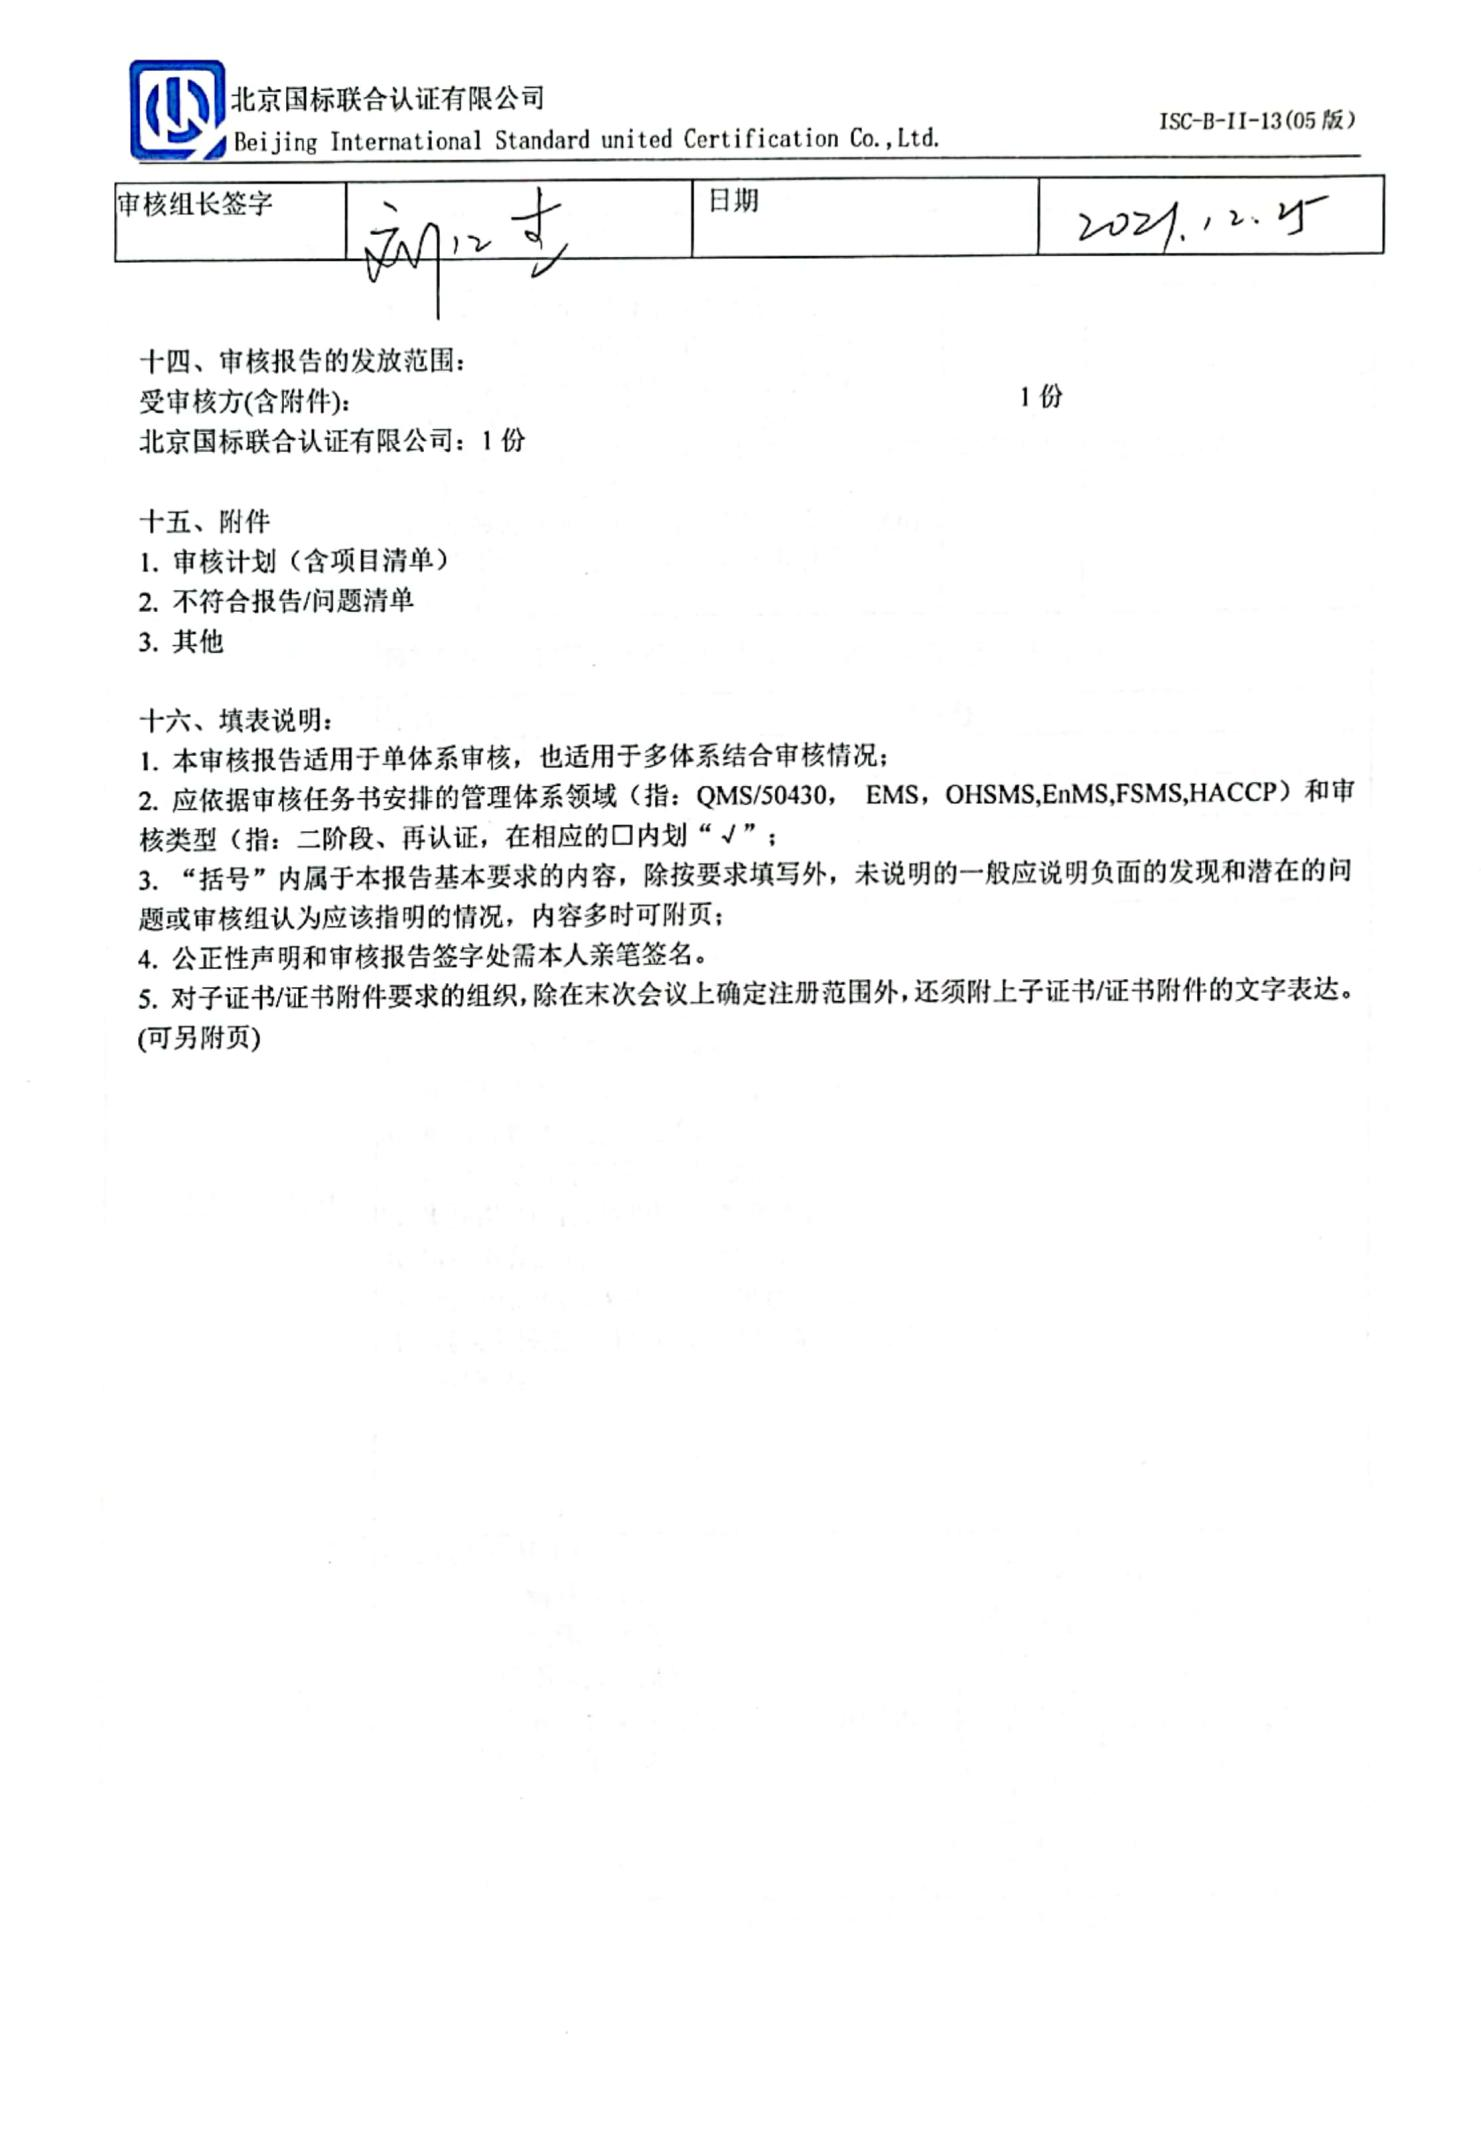 北京国标联合认证有限公司
Beijing International Standard united Certification Co.,Ltd.
ISC-B-II-13(05版)
审核组长签字 日期 2021.12.25
十四、审核报告的发放范围：
受审核方(含附件)： 1 份
北京国标联合认证有限公司：1 份
十五、附件
1. 审核计划（含项目清单）
2. 不符合报告/问题清单
3. 其他
十六、填表说明：
1. 本审核报告适用于单体系审核，也适用于多体系结合审核情况；
2. 应依据审核任务书安排的管理体系领域（指：QMS/50430， EMS，OHSMS,EnMS,FSMS,HACCP）和审
核类型（指：二阶段、再认证，在相应的□内划“√”；
3. “括号”内属于本报告基本要求的内容，除按要求填写外，未说明的一般应说明负面的发现和潜在的问
题或审核组认为应该指明的情况，内容多时可附页；
4. 公正性声明和审核报告签字处需本人亲笔签名。
5. 对子证书/证书附件要求的组织,除在末次会议上确定注册范围外,还须附上子证书/证书附件的文字表达。
(可另附页)